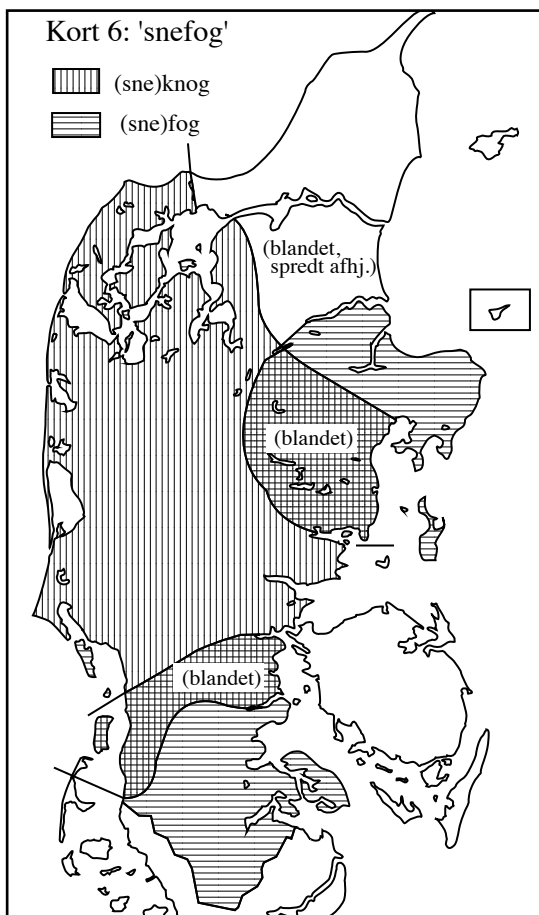 Kort 6: 'snefog'
(sne)knog
(sne)fog
(blandet,
spredt afhj.)
(blandet)
(blandet)